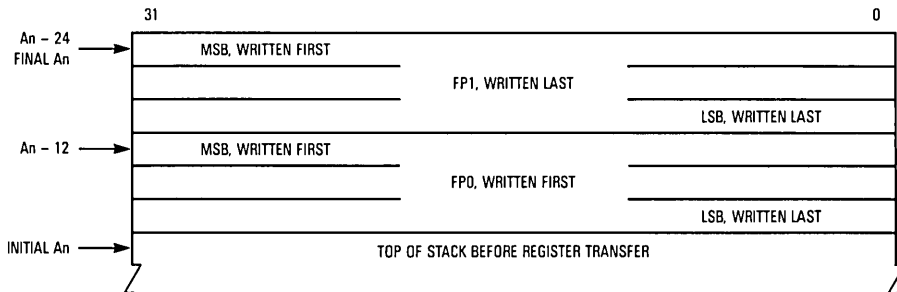 31 0
An – 24
FINAL An
MSB, WRITTEN FIRST
FP1, WRITTEN LAST
LSB, WRITTEN LAST
An – 12
MSB, WRITTEN FIRST
FP0, WRITTEN FIRST
LSB, WRITTEN LAST
INITIAL An
TOP OF STACK BEFORE REGISTER TRANSFER